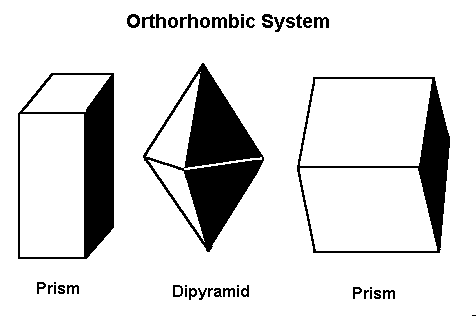 Orthorhombic System
Prism
Dipyramid
Prism